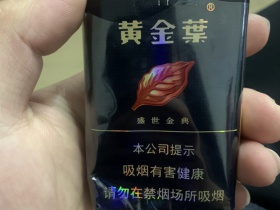 黄金葉®
盛世金典
本公司提示
吸烟有害健康
请勿在禁烟场所吸烟